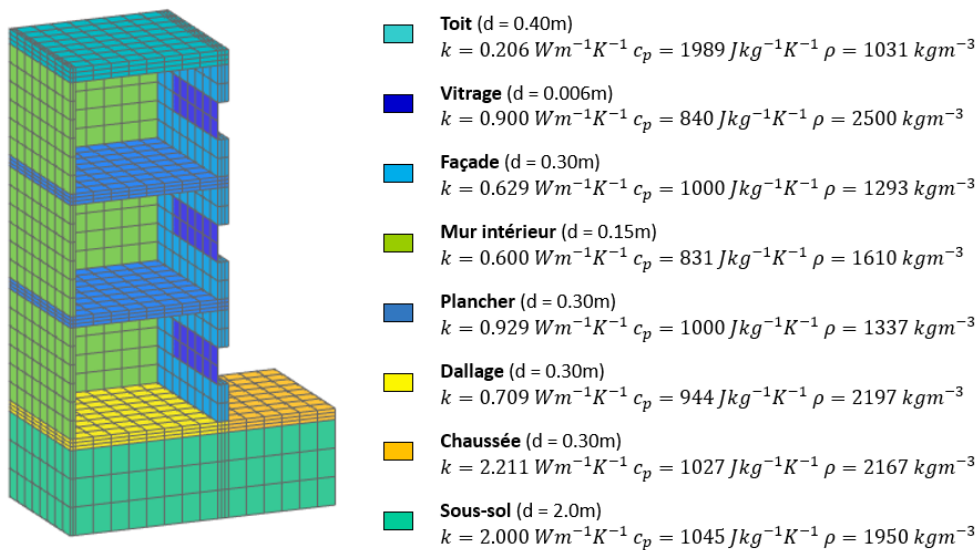 Toit (d = 0.40m)
k = 0.206 Wm⁻¹K⁻¹ cₚ = 1989 Jkg⁻¹K⁻¹ ρ = 1031 kgm⁻³
Vitrage (d = 0.006m)
k = 0.900 Wm⁻¹K⁻¹ cₚ = 840 Jkg⁻¹K⁻¹ ρ = 2500 kgm⁻³
Façade (d = 0.30m)
k = 0.629 Wm⁻¹K⁻¹ cₚ = 1000 Jkg⁻¹K⁻¹ ρ = 1293 kgm⁻³
Mur intérieur (d = 0.15m)
k = 0.600 Wm⁻¹K⁻¹ cₚ = 831 Jkg⁻¹K⁻¹ ρ = 1610 kgm⁻³
Plancher (d = 0.30m)
k = 0.929 Wm⁻¹K⁻¹ cₚ = 1000 Jkg⁻¹K⁻¹ ρ = 1337 kgm⁻³
Dallage (d = 0.30m)
k = 0.709 Wm⁻¹K⁻¹ cₚ = 944 Jkg⁻¹K⁻¹ ρ = 2197 kgm⁻³
Chaussée (d = 0.30m)
k = 2.211 Wm⁻¹K⁻¹ cₚ = 1027 Jkg⁻¹K⁻¹ ρ = 2167 kgm⁻³
Sous-sol (d = 2.0m)
k = 2.000 Wm⁻¹K⁻¹ cₚ = 1045 Jkg⁻¹K⁻¹ ρ = 1950 kgm⁻³